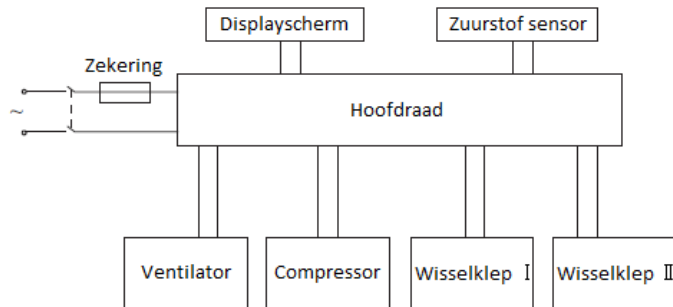 Displayscherm
Zuurstof sensor
Zekering
~
Hoofdraad
Ventilator
Compressor
Wisselklep Ⅰ
Wisselklep Ⅱ